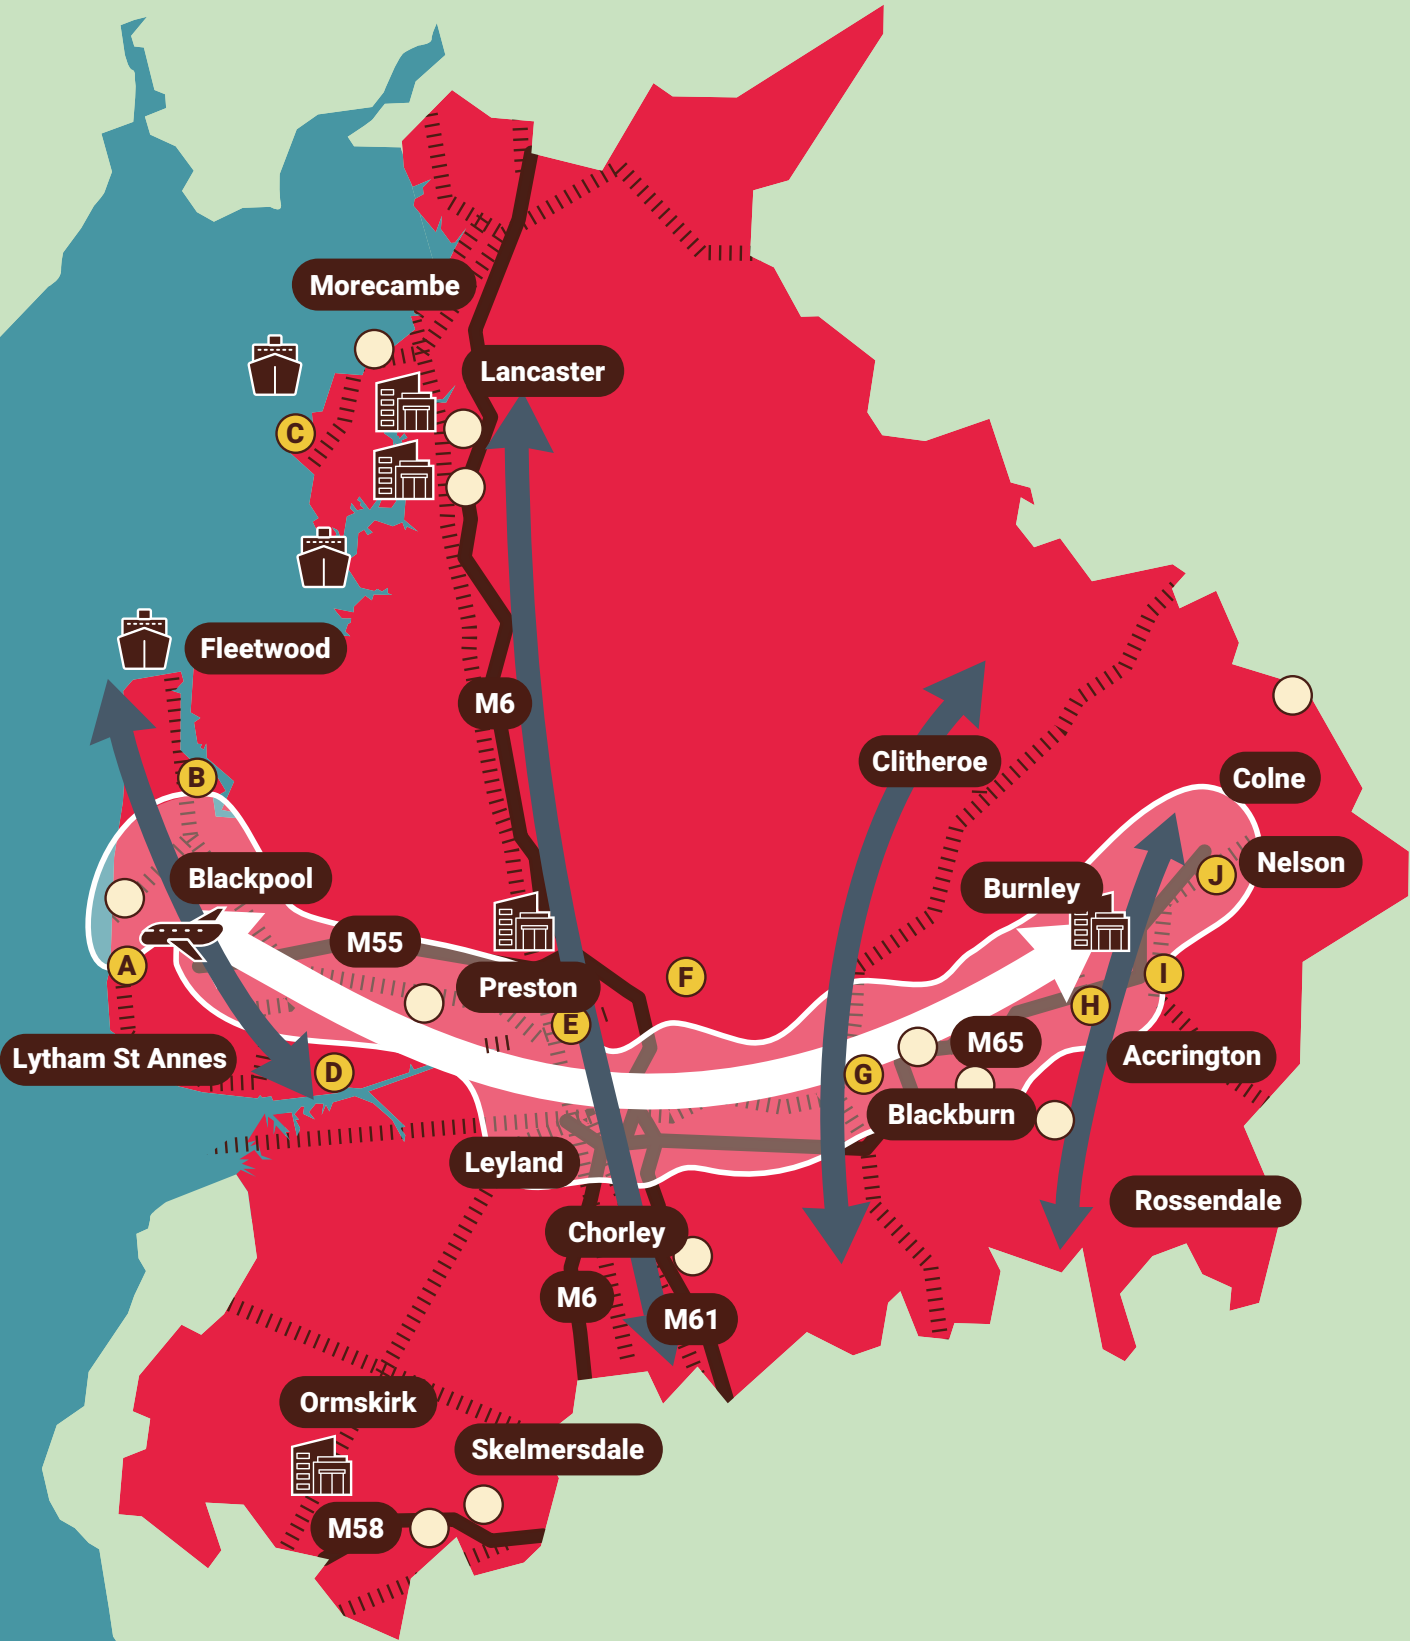 Morecambe
Lancaster
C
Fleetwood
M6
B
Clitheroe
Colne
Nelson
Blackpool
Burnley
J
M55
A
Preston
F
I
E
H
Lytham St Annes
D
G
M65
Accrington
Blackburn
Leyland
Rossendale
Chorley
M6
M61
Ormskirk
Skelmersdale
M58